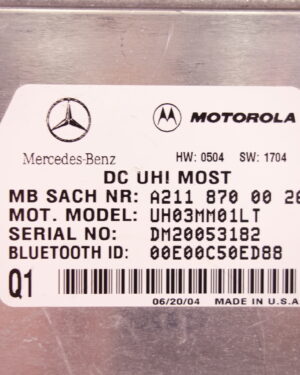 MOTOROLA
Mercedes-Benz HW: 0504 SW: 1704
DC UHI MOST
MB SACH NR: A211 870 00 26
MOT. MODEL: UH03MM01LT
SERIAL NO: DM20053182
BLUETOOTH ID: 00E00C50ED88
Q1 06/20/04 MADE IN U.S.A